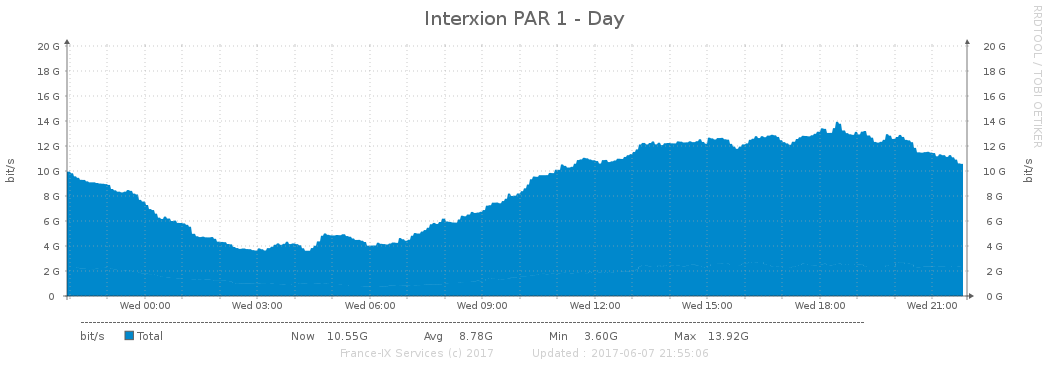 Interxion PAR 1 - Day
RRDTOOL / TOBI OETIKER
20 G 20 G
18 G 18 G
16 G 16 G
14 G 14 G
12 G 12 G
10 G 10 G
8 G 8 G
6 G 6 G
4 G 4 G
2 G 2 G
0 0 G
bit/s bit/s
Wed 00:00 Wed 03:00 Wed 06:00 Wed 09:00 Wed 12:00 Wed 15:00 Wed 18:00 Wed 21:00
bit/s Total Now 10.55G Avg 8.78G Min 3.60G Max 13.92G
France-IX Services (c) 2017 Updated : 2017-06-07 21:55:06